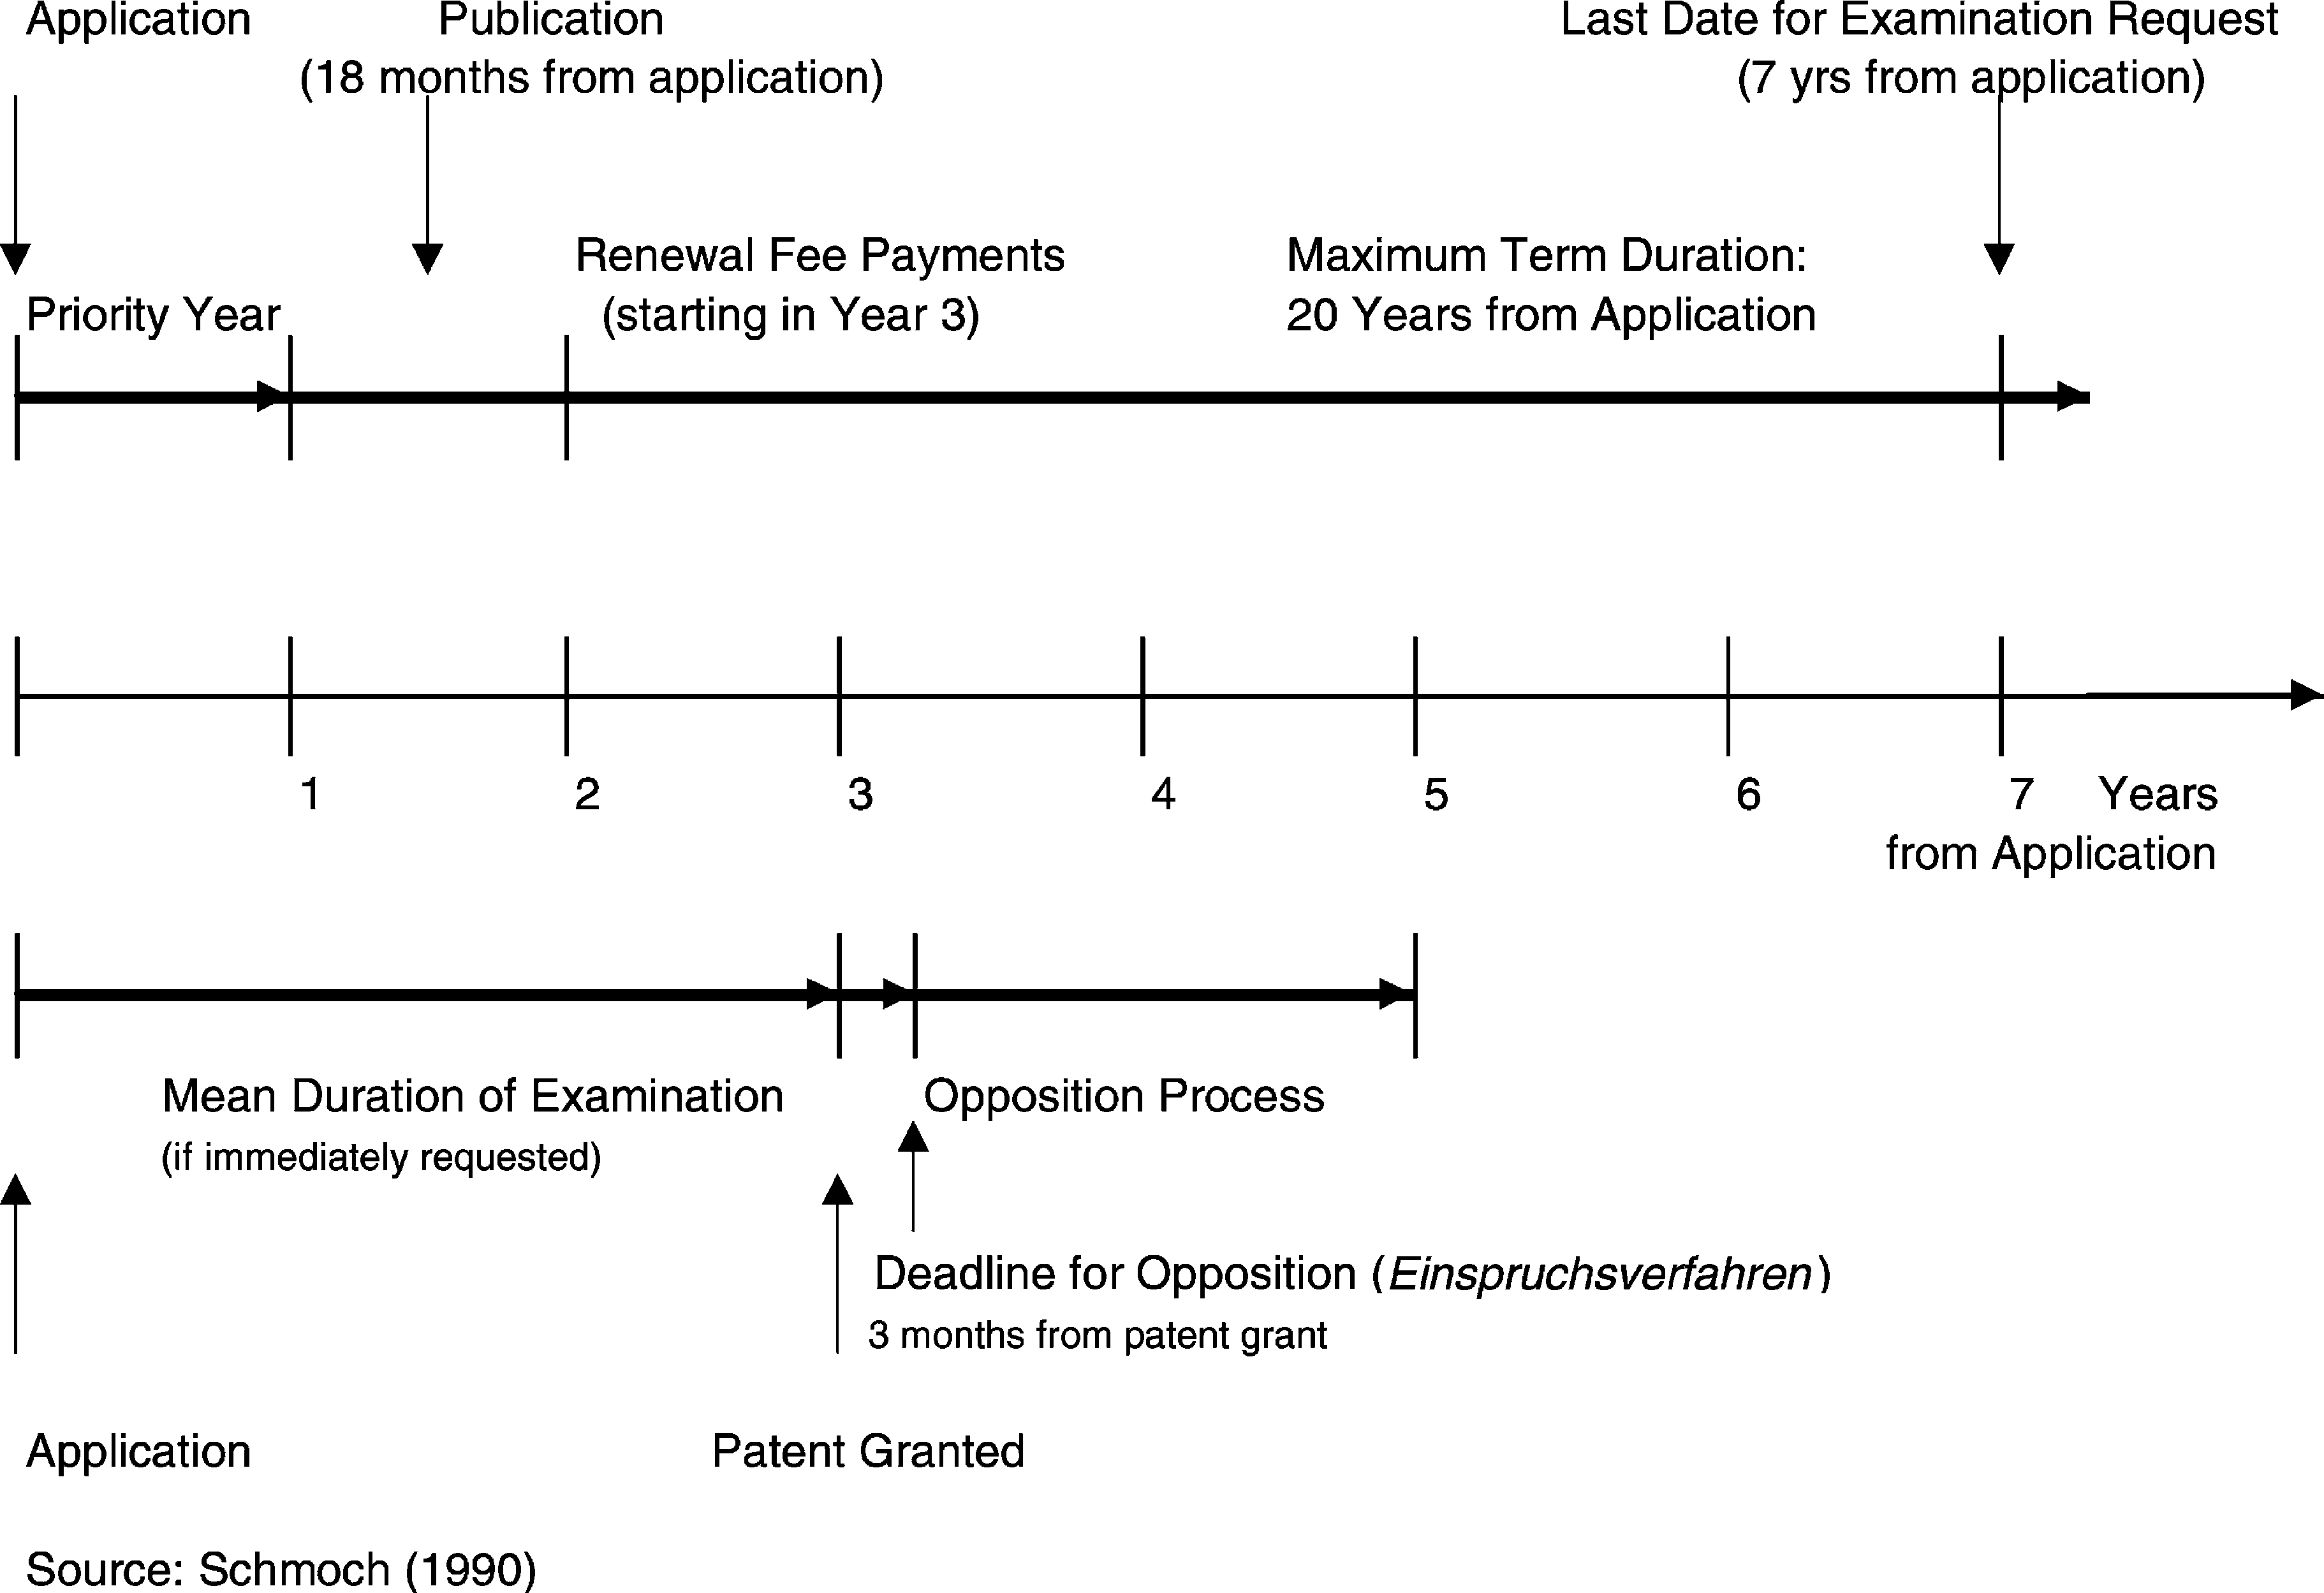 Application
Publication
(18 months from application)
Last Date for Examination Request
(7 yrs from application)
Renewal Fee Payments
(starting in Year 3)
Maximum Term Duration:
20 Years from Application
Priority Year
1 2 3 4 5 6 7 Years
from Application
Mean Duration of Examination
(if immediately requested)
Opposition Process
Deadline for Opposition (Einspruchsverfahren)
3 months from patent grant
Application
Patent Granted
Source: Schmoch (1990)